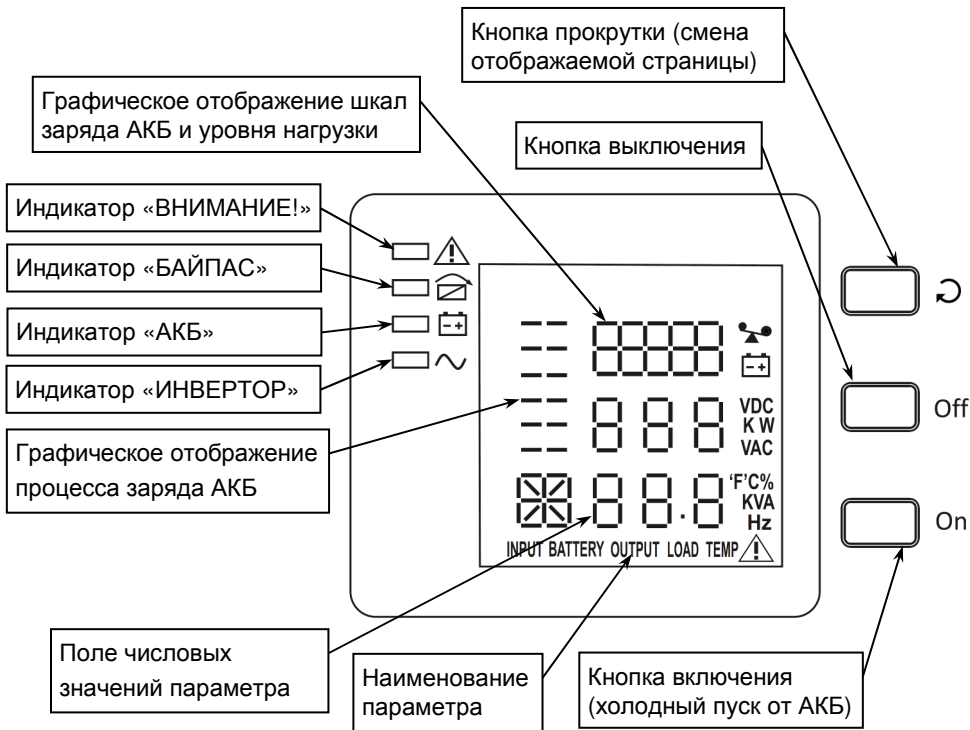 Кнопка прокрутки (смена
отображаемой страницы)
Графическое отображение шкал
заряда АКБ и уровня нагрузки
Кнопка выключения
Индикатор «ВНИМАНИЕ!»
Индикатор «БАЙПАС»
Индикатор «АКБ»
Индикатор «ИНВЕРТОР»
Графическое отображение
процесса заряда АКБ
VDC
K W
VAC
'F'C%
KVA
Hz
INPUT BATTERY OUTPUT LOAD TEMP
Off
On
Поле числовых
значений параметра
Наименование
параметра
Кнопка включения
(холодный пуск от АКБ)